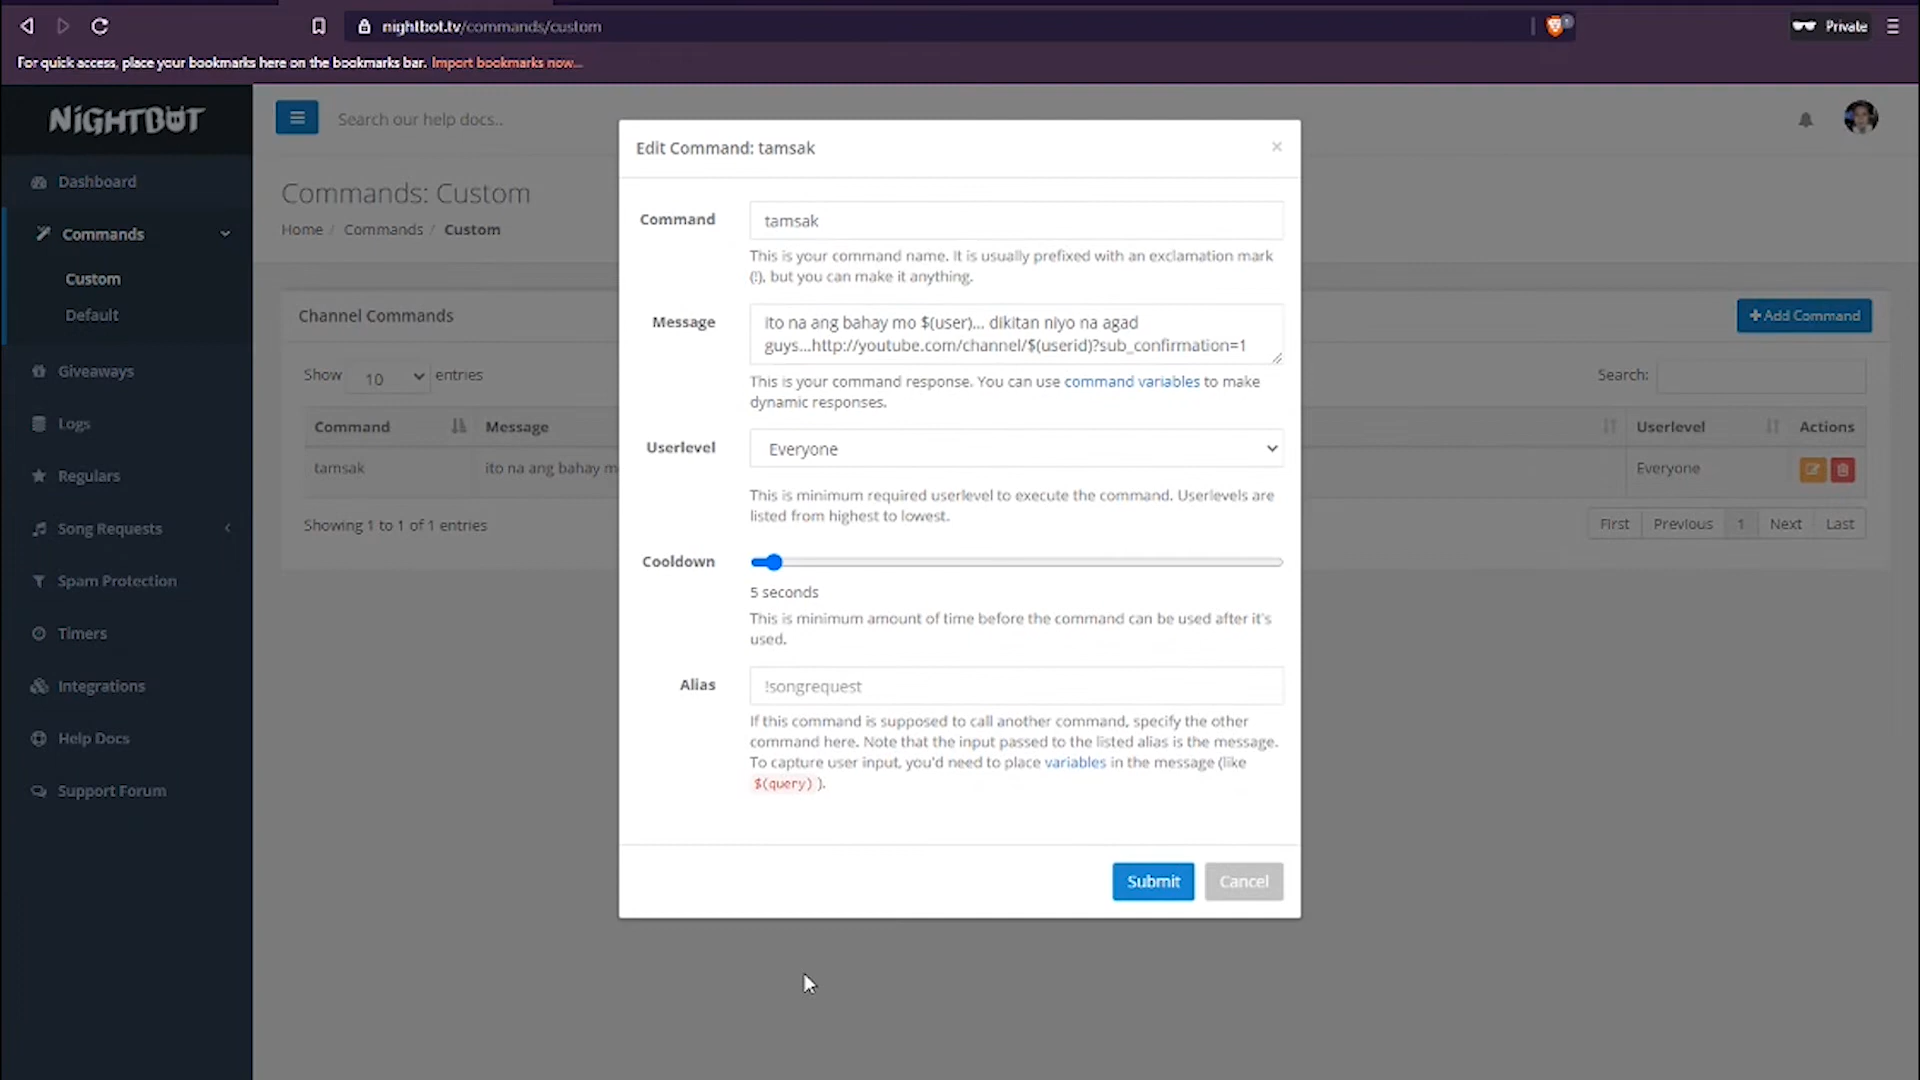 nightbot.tv/commands/custom
Private
For quick access, place your bookmarks here on the bookmarks bar. Import bookmarks now...
NiGHTBOT
Search our help docs..
Dashboard
Commands
Custom
Default
Giveaways
Logs
Regulars
Song Requests
Spam Protection
Timers
Integrations
Help Docs
Support Forum
Commands: Custom
Home / Commands / Custom
Channel Commands
+ Add Command
Show 10 entries
Search:
Command Message Userlevel Actions
tamsak ito na ang bahay m Everyone
Showing 1 to 1 of 1 entries
First Previous 1 Next Last
Edit Command: tamsak
×
Command
tamsak
This is your command name. It is usually prefixed with an exclamation mark
(!), but you can make it anything.
Message
ito na ang bahay mo $(user)... dikitan niyo na agad
guys...http://youtube.com/channel/$(userid)?sub_confirmation=1
This is your command response. You can use command variables to make
dynamic responses.
Userlevel
Everyone
This is minimum required userlevel to execute the command. Userlevels are
listed from highest to lowest.
Cooldown
5 seconds
This is minimum amount of time before the command can be used after it's
used.
Alias
!songrequest
If this command is supposed to call another command, specify the other
command here. Note that the input passed to the listed alias is the message.
To capture user input, you'd need to place variables in the message (like
$(query) ).
Submit
Cancel